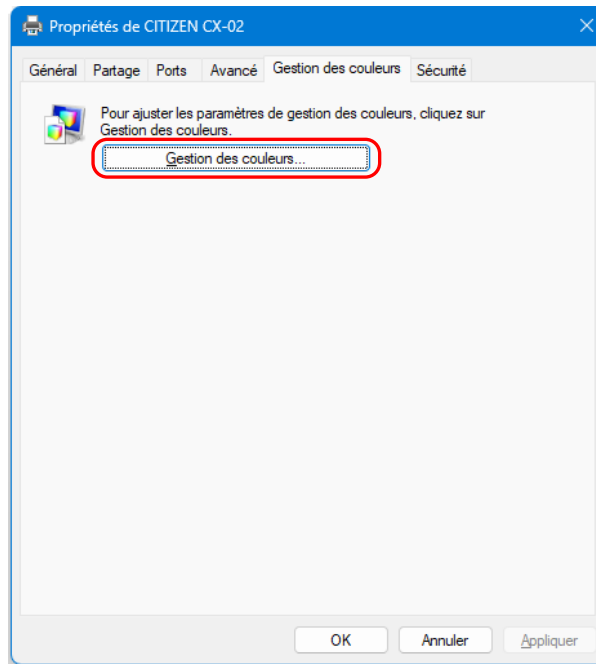 Propriétés de CITIZEN CX-02
Général Partage Ports Avancé Gestion des couleurs Sécurité
Pour ajuster les paramètres de gestion des couleurs, cliquez sur
Gestion des couleurs.
Gestion des couleurs...
OK Annuler Appliquer